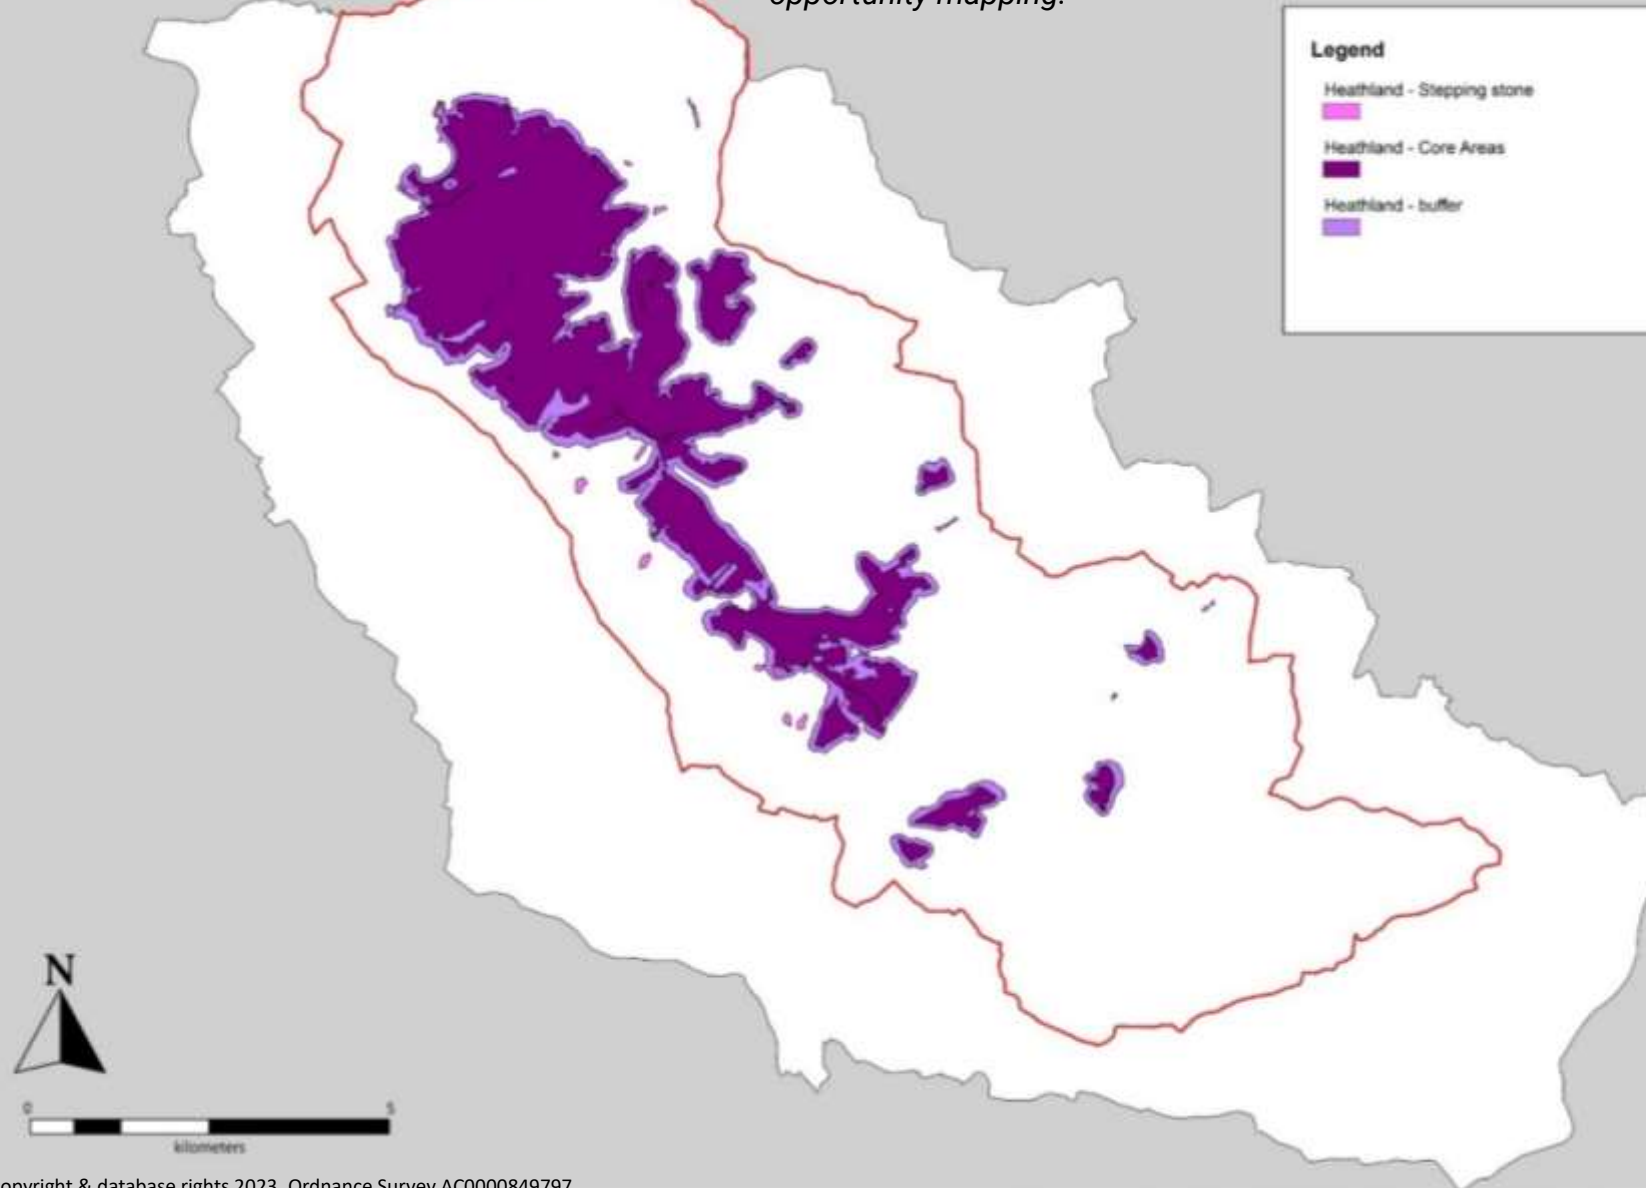 opportunity mapping.
Legend
Heathland - Stepping stone
Heathland - Core Areas
Heathland - buffer
N
0 5
kilometers
opyright & database rights 2023. Ordnance Survey AC0000849797